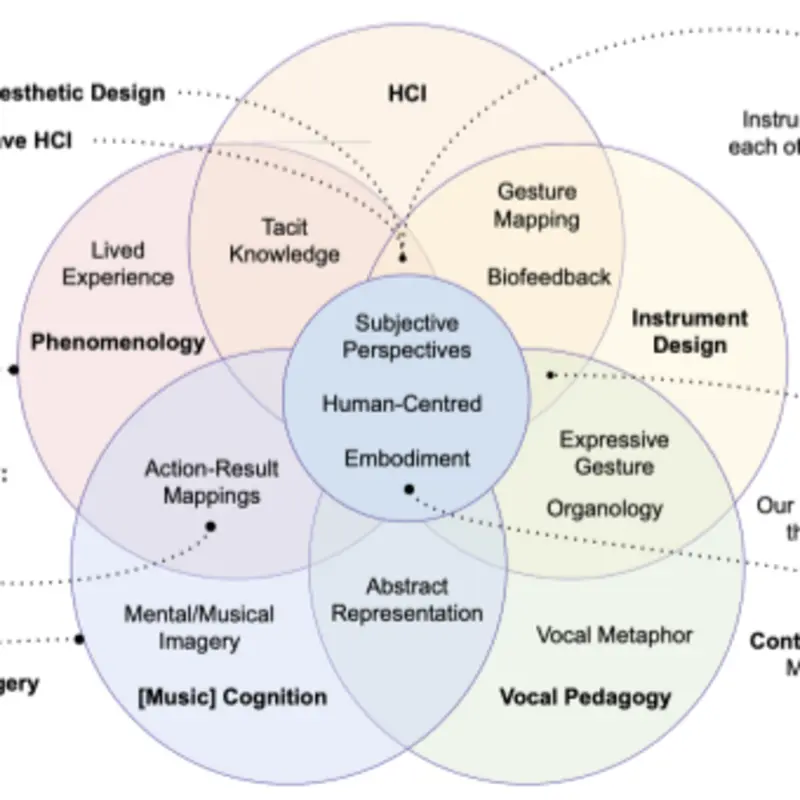 HCI
esthetic Design
ve HCI
Instru
each of
Gesture
Mapping
Biofeedback
Tacit
Knowledge
Lived
Experience
Phenomenology
Instrument
Design
Subjective
Perspectives
Human-Centred
Embodiment
Expressive
Gesture
Organology
Action-Result
Mappings
:
Our
th
Abstract
Representation
Mental/Musical
Imagery
Vocal Metaphor
Cont
M
gery
[Music] Cognition
Vocal Pedagogy